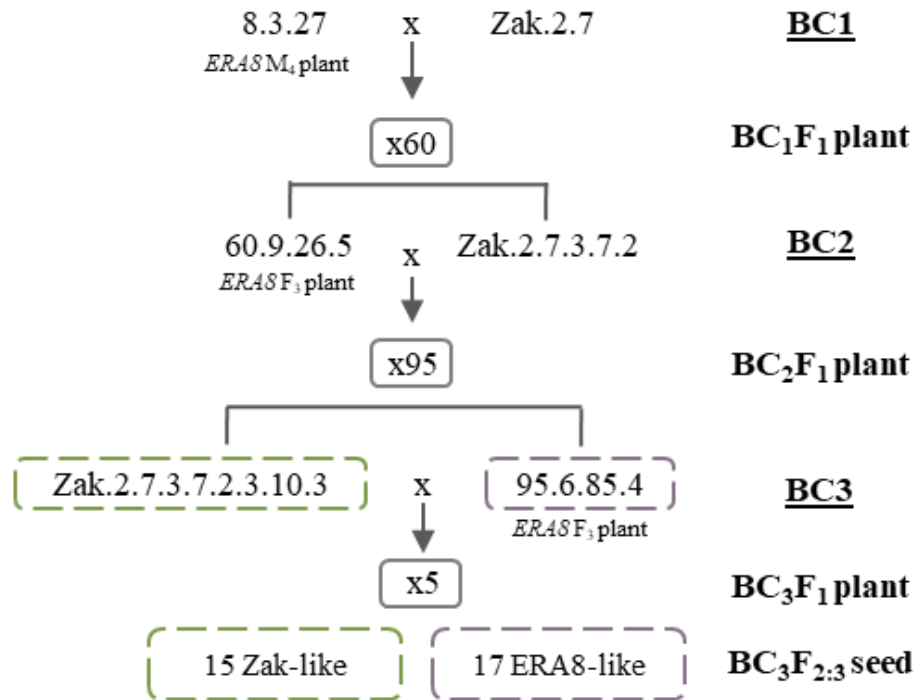 8.3.27 x Zak.2.7 BC1
ERA8 M₄ plant
x60 BC₁F₁ plant
60.9.26.5 x Zak.2.7.3.7.2 BC2
ERA8 F₃ plant
x95 BC₂F₁ plant
Zak.2.7.3.7.2.3.10.3 x 95.6.85.4 BC3
ERA8 F₃ plant
x5 BC₃F₁ plant
15 Zak-like 17 ERA8-like BC₃F₂:₃ seed